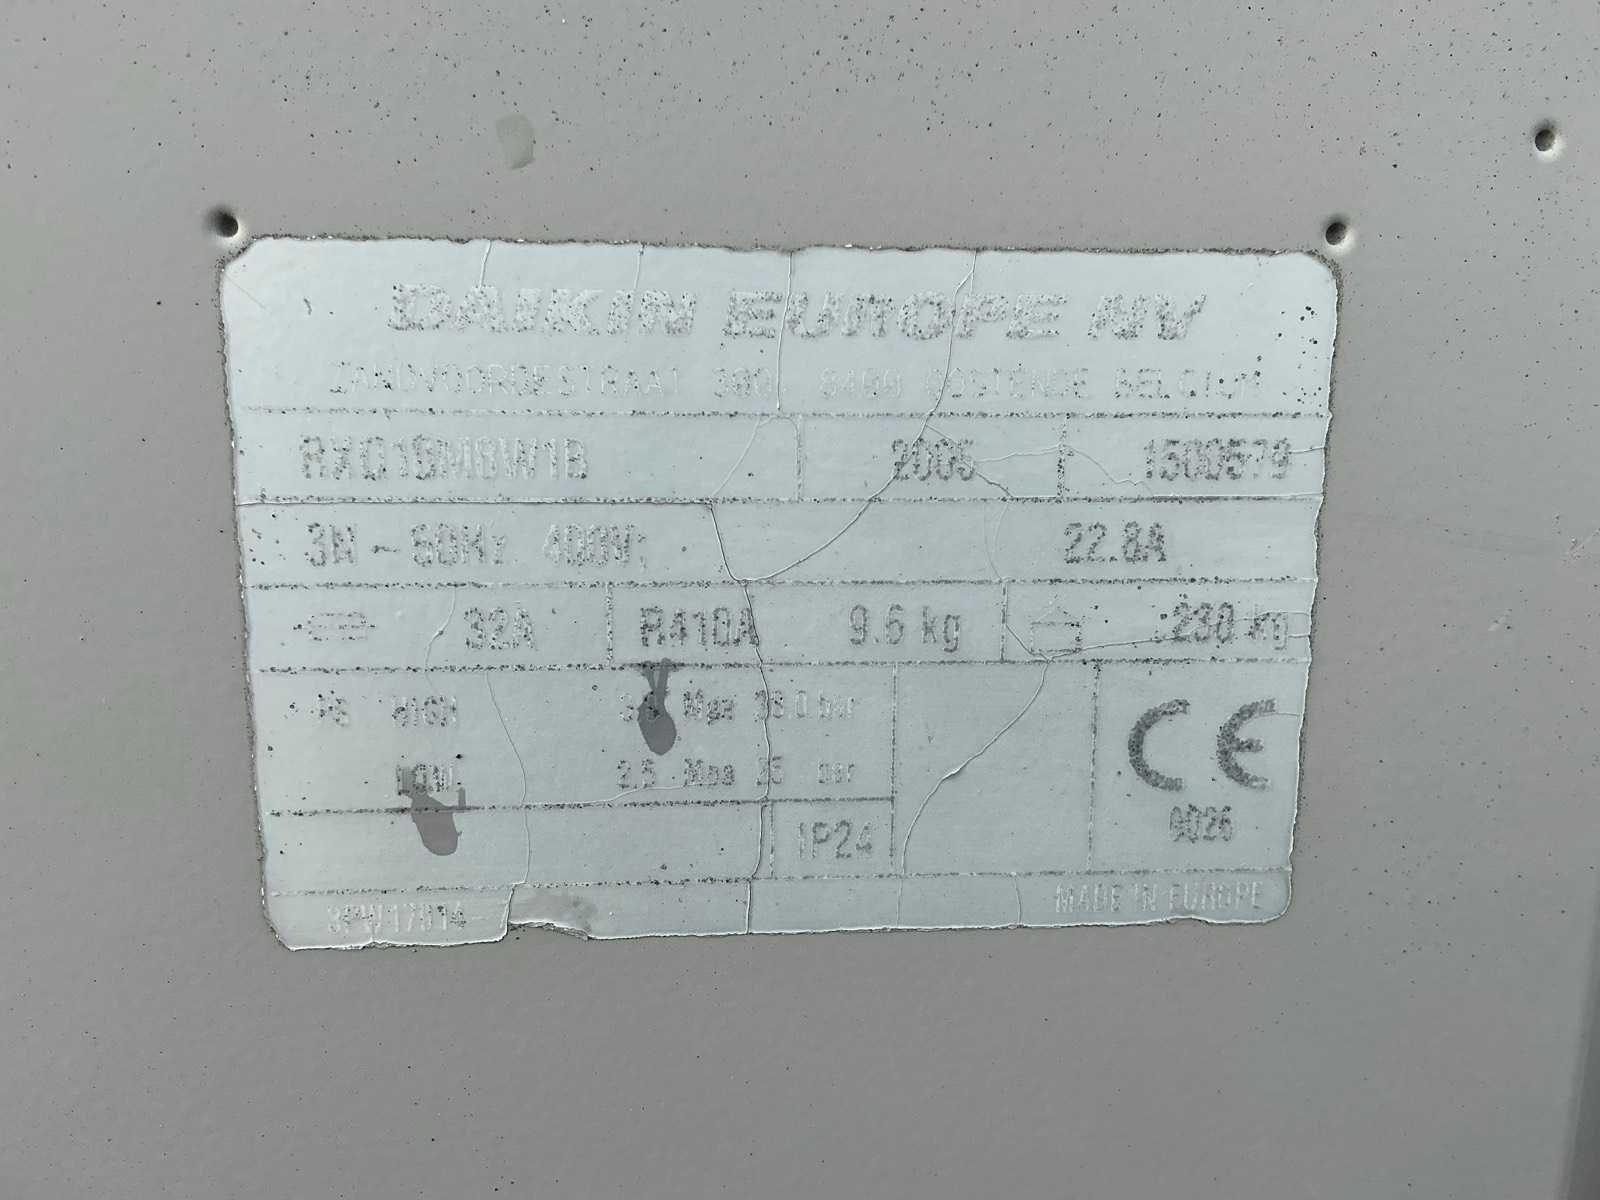 DAIKIN EUROPE NV
ZANDVOORDESTRAAT 300, 8400 OOSTENDE BELGIUM
2005 1500579
3N ~ 50Hz 400V; 22.8A
32A R410A 9.6 kg 230 kg
PS HIGH Mpa 38.0 bar
LOW 2.5 Mpa 25 bar
IP24
CE
0026
MADE IN EUROPE